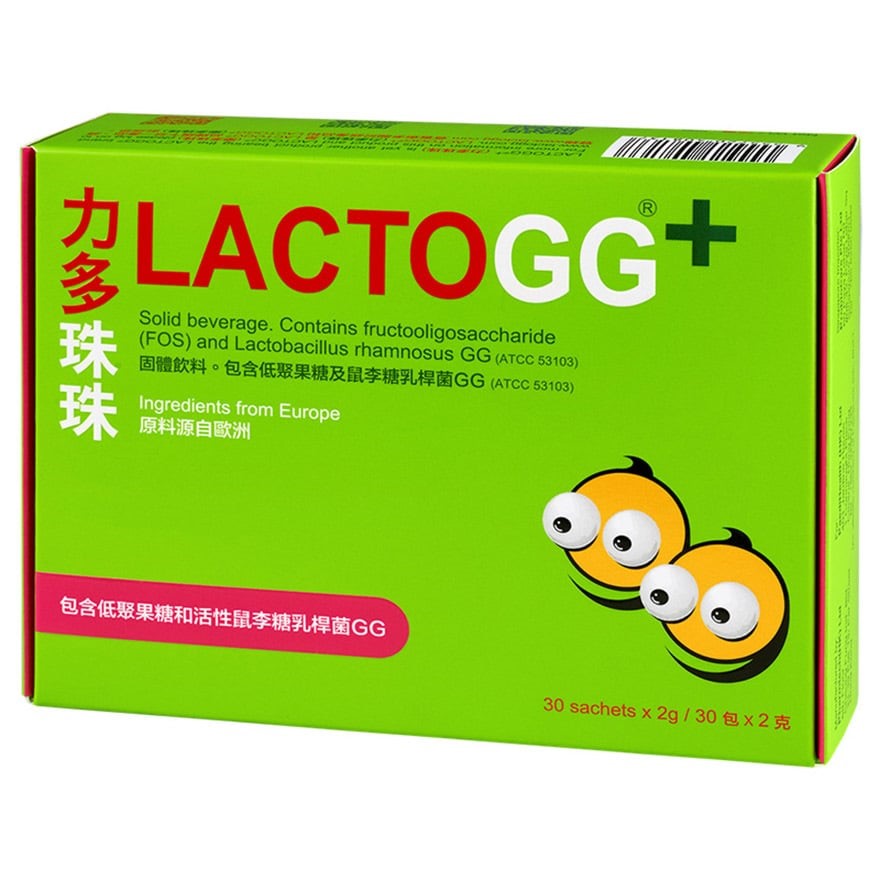 力多珠珠
LACTOGG®+
Solid beverage. Contains fructooligosaccharide
(FOS) and Lactobacillus rhamnosus GG (ATCC 53103)
固體飲料。包含低聚果糖及鼠李糖乳桿菌GG (ATCC 53103)
Ingredients from Europe
原料源自歐洲
包含低聚果糖和活性鼠李糖乳桿菌GG
30 sachets x 2g / 30 包 x 2 克